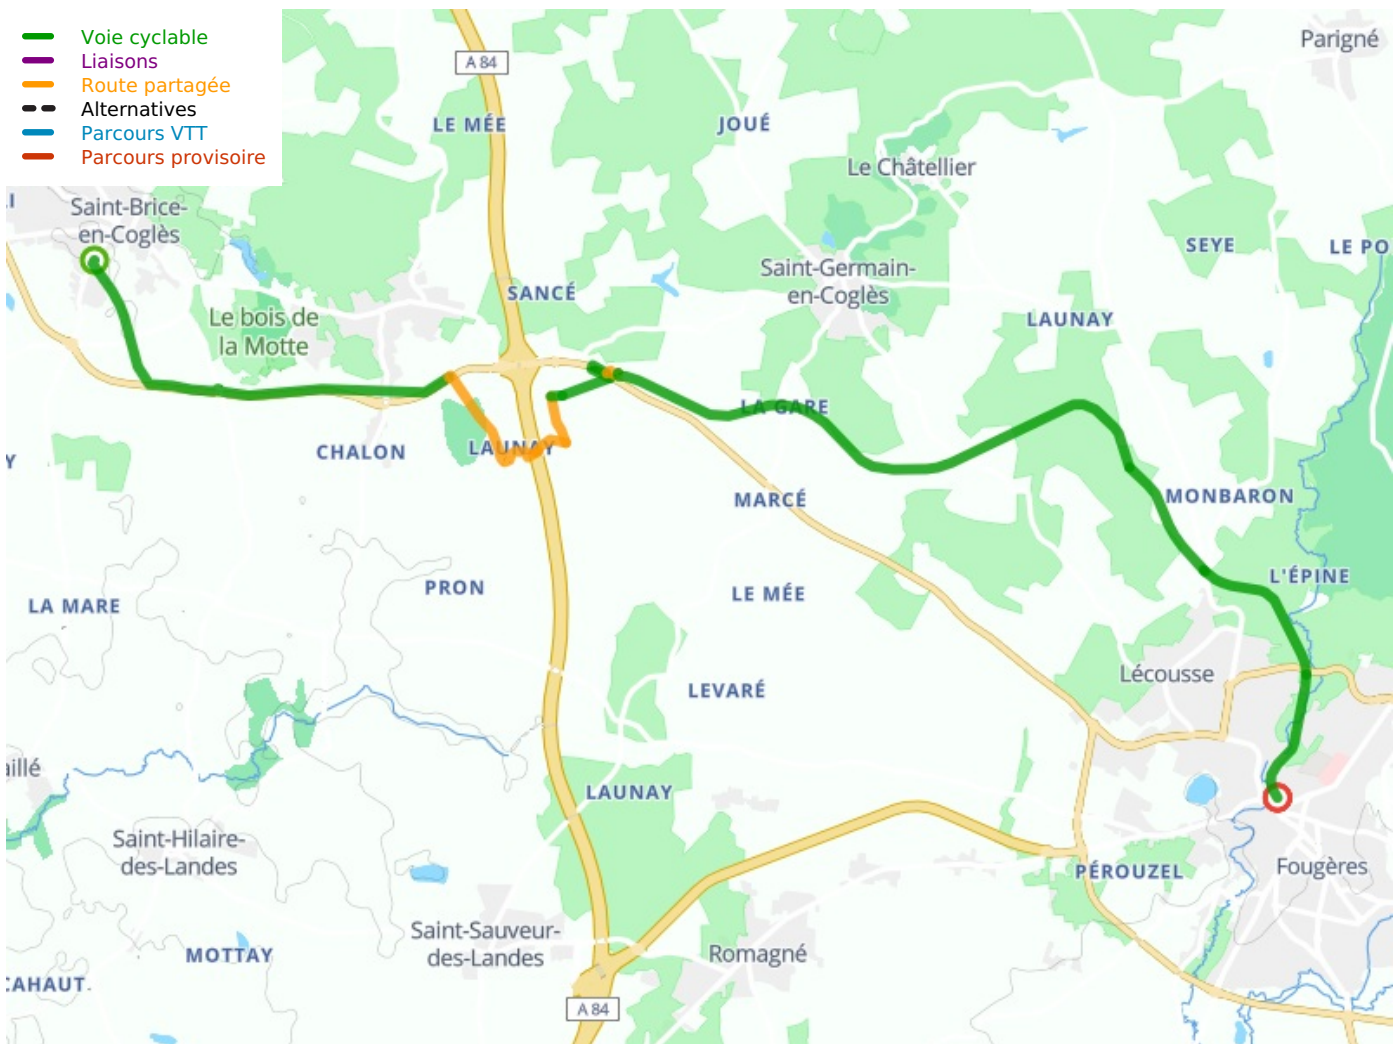 Voie cyclable
Liaisons
Route partagée
Alternatives
Parcours VTT
Parcours provisoire
A 84
Parigné
LE MÉE
JOUÉ
Le Châtellier
Saint-Brice-
en-Coglès
SEYE
LE PO
SANCÉ
Saint-Germain-
en-Coglès
Le bois de
la Motte
LAUNAY
LA GARE
CHALON
LAUNAY
Y
MARCÉ
MONBARON
L'ÉPINE
PRON
LE MÉE
LA MARE
Lécousse
LEVARÉ
aillé
LAUNAY
Saint-Hilaire-
des-Landes
PÉROUZEL
Fougères
Saint-Sauveur-
des-Landes
Romagné
MOTTAY
CAHAUT
A 84